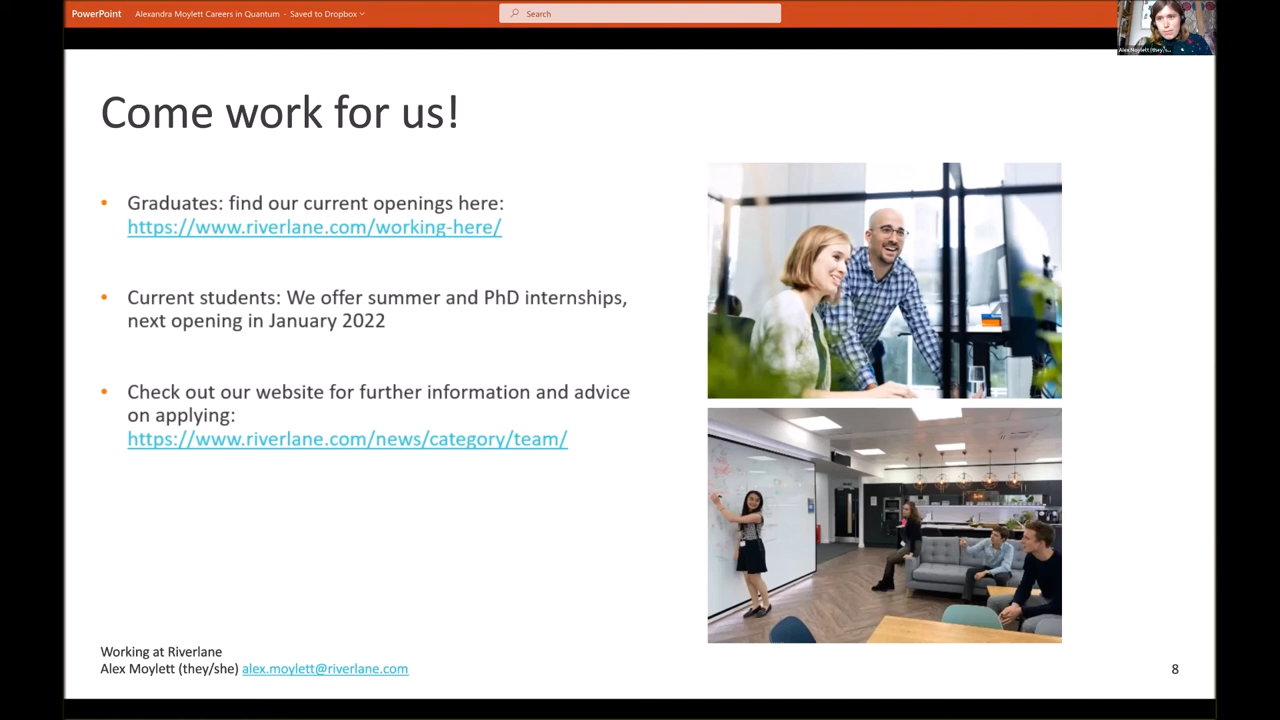 PowerPoint Alexandra Moylett Careers in Quantum - Saved to Dropbox
Search
Alex Moylett (they/s...
Come work for us!
• Graduates: find our current openings here:
https://www.riverlane.com/working-here/
• Current students: We offer summer and PhD internships,
next opening in January 2022
• Check out our website for further information and advice
on applying:
https://www.riverlane.com/news/category/team/
Working at Riverlane
Alex Moylett (they/she) alex.moylett@riverlane.com
8